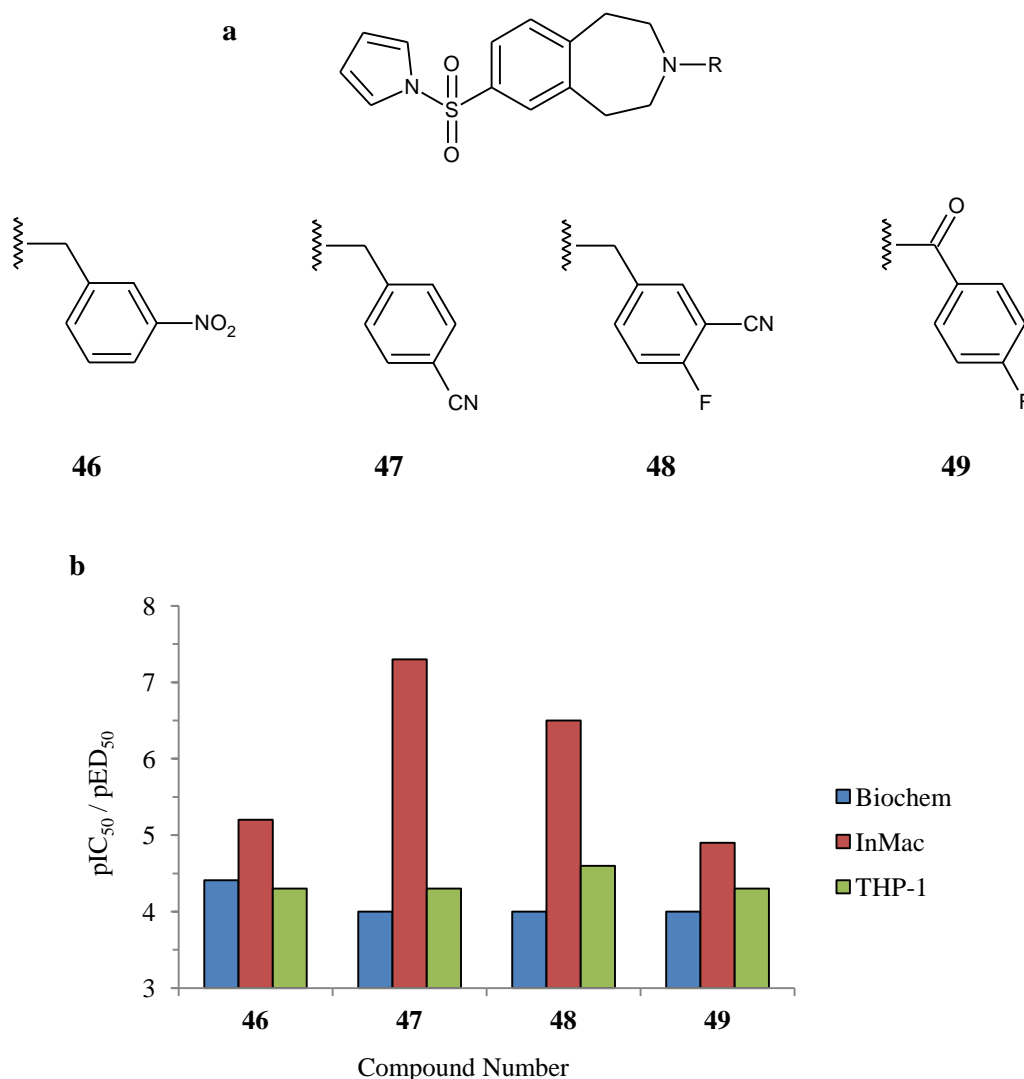 a
O
N
S
O
N
R
O
NO2
CN
CN
F
F
46
47
48
49
b
8
7
6
5
4
3
pIC50 / pED50
Biochem
InMac
THP-1
46
47
48
49
Compound Number